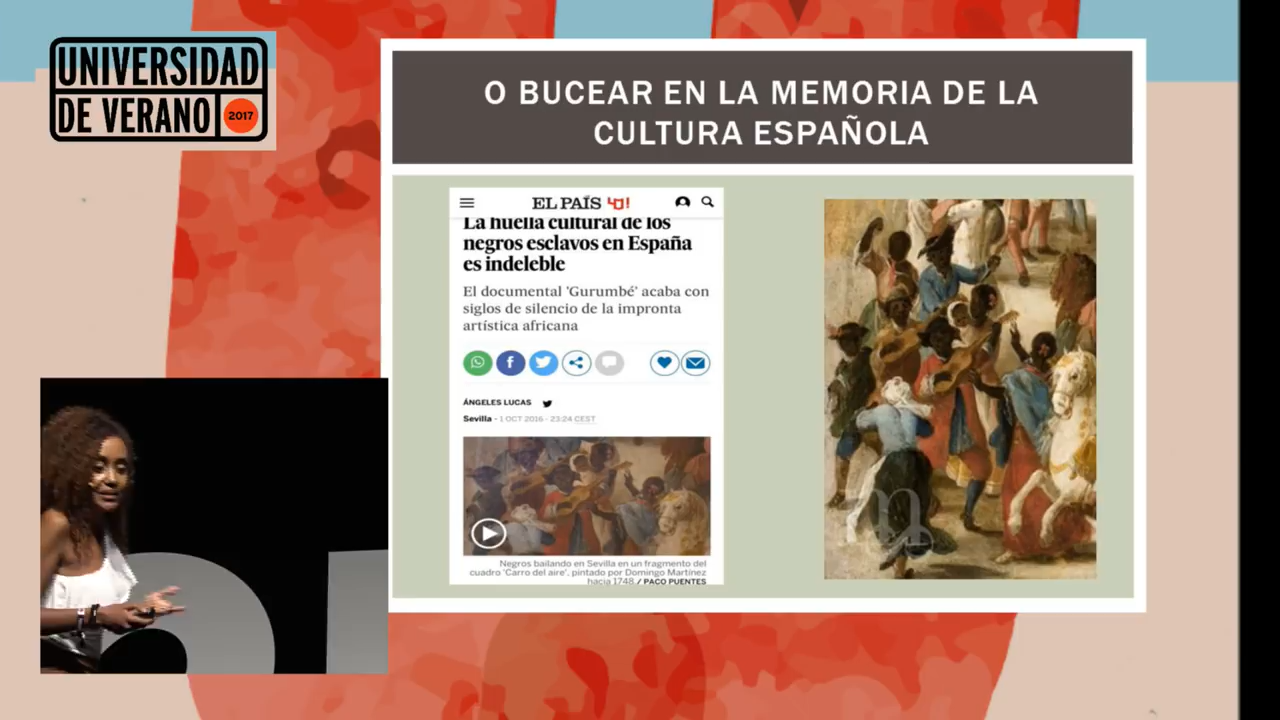 UNIVERSIDAD
DE VERANO
2017
O BUCEAR EN LA MEMORIA DE LA
CULTURA ESPAÑOLA
EL PAÍS 40!
La huella cultural de los
negros esclavos en España
es indeleble
El documental 'Gurumbé' acaba con
siglos de silencio de la impronta
artística africana
ÁNGELES LUCAS
Sevilla - 1 OCT 2016 - 23:24 CEST
Negros bailando en Sevilla en un fragmento del
cuadro 'Carro del aire', pintado por Domingo Martínez
hacia 1748. / PACO PUENTES
m